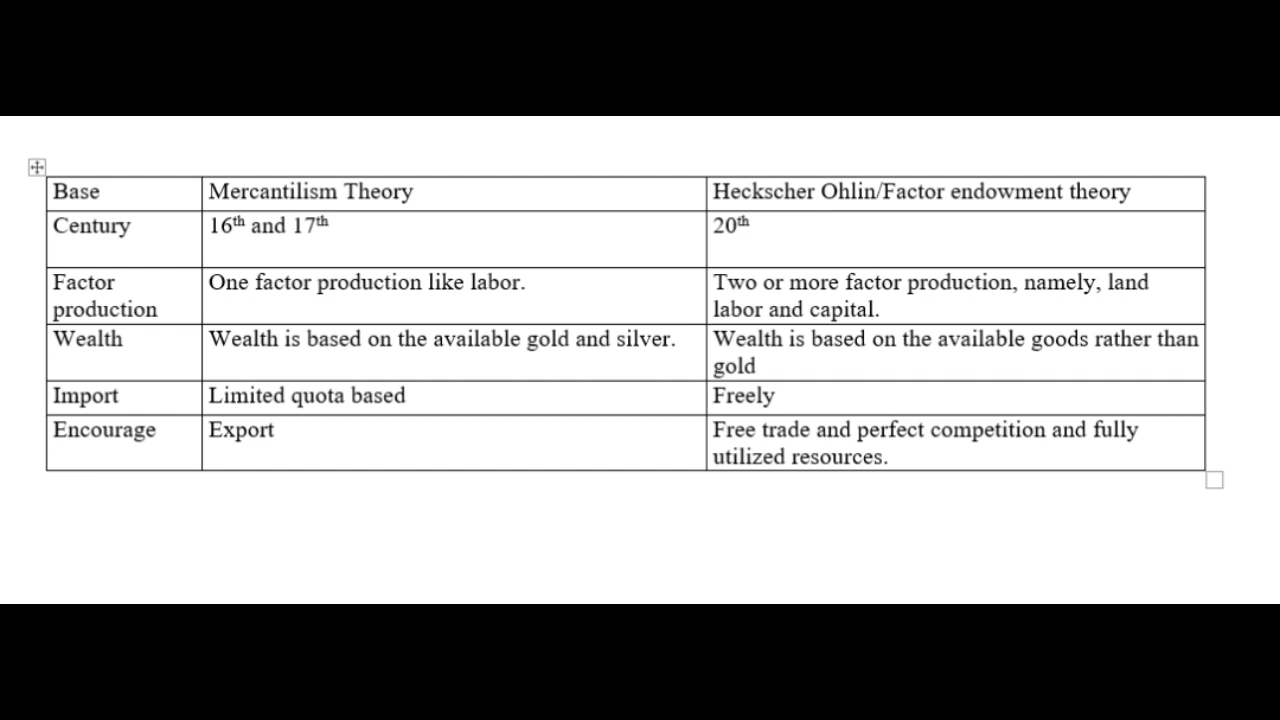 Base Mercantilism Theory Heckscher Ohlin/Factor endowment theory
Century 16th and 17th 20th
Factor One factor production like labor. Two or more factor production, namely, land
production labor and capital.
Wealth Wealth is based on the available gold and silver. Wealth is based on the available goods rather than
gold
Import Limited quota based Freely
Encourage Export Free trade and perfect competition and fully
utilized resources.